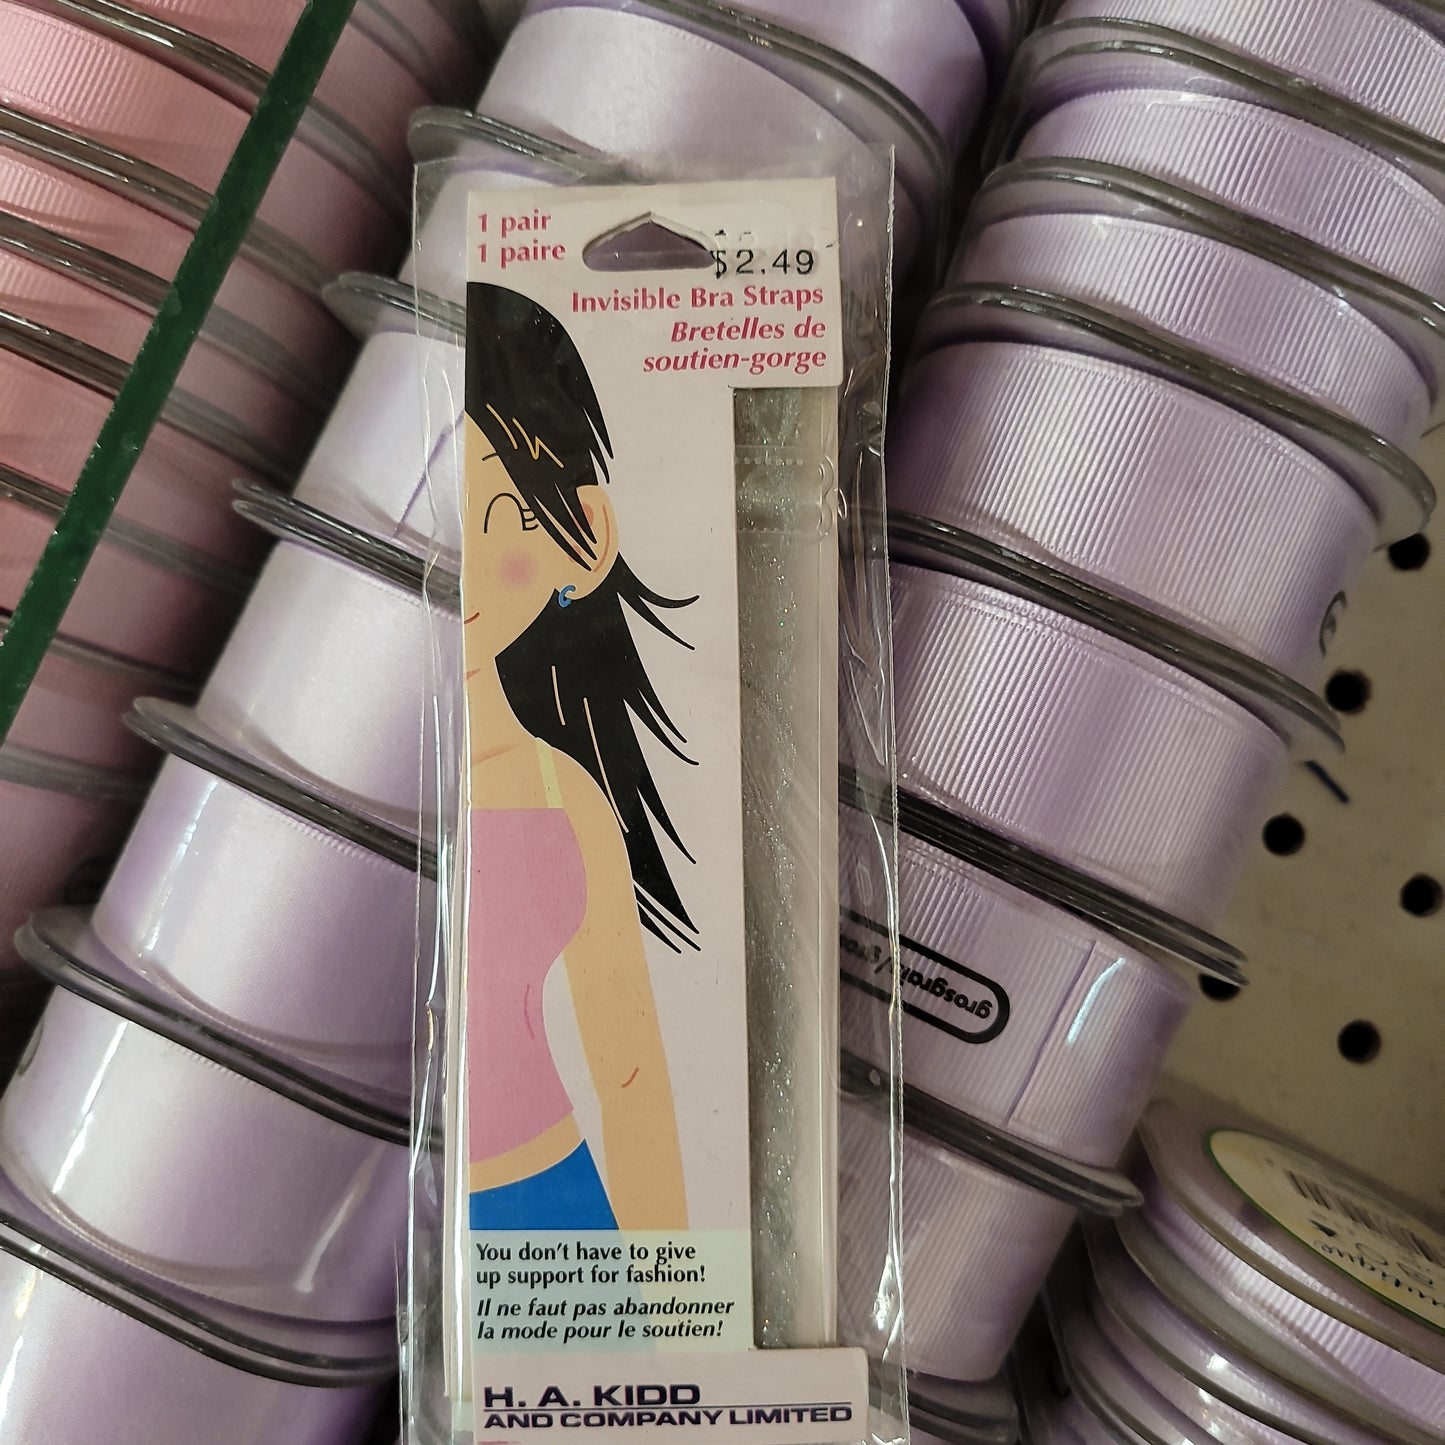 1 pair
1 paire
$2.49
Invisible Bra Straps
Bretelles de
soutien-gorge
You don't have to give
up support for fashion!
Il ne faut pas abandonner
la mode pour le soutien!
H. A. KIDD
AND COMPANY LIMITED
grosgrain